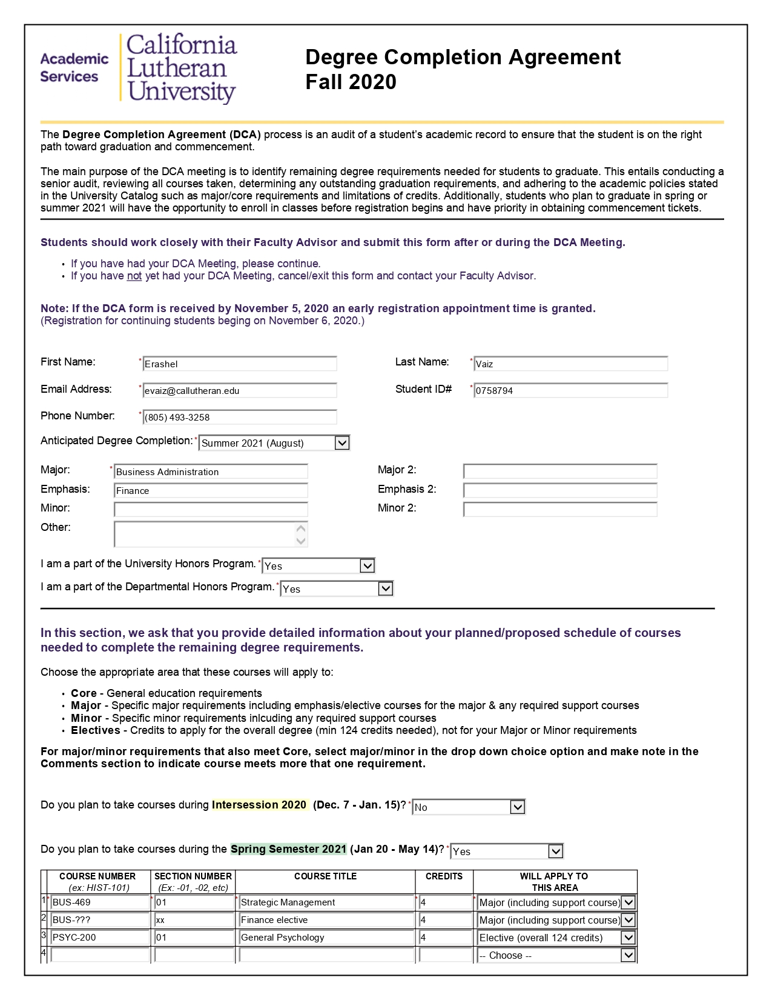 Academic
Services
California
Lutheran
University
Degree Completion Agreement
Fall 2020
The Degree Completion Agreement (DCA) process is an audit of a student's academic record to ensure that the student is on the right
path toward graduation and commencement.
The main purpose of the DCA meeting is to identify remaining degree requirements needed for students to graduate. This entails conducting a
senior audit, reviewing all courses taken, determining any outstanding graduation requirements, and adhering to the academic policies stated
in the University Catalog such as major/core requirements and limitations of credits. Additionally, students who plan to graduate in spring or
summer 2021 will have the opportunity to enroll in classes before registration begins and have priority in obtaining commencement tickets.
Students should work closely with their Faculty Advisor and submit this form after or during the DCA Meeting.
• If you have had your DCA Meeting, please continue.
• If you have not yet had your DCA Meeting, cancel/exit this form and contact your Faculty Advisor.
Note: If the DCA form is received by November 5, 2020 an early registration appointment time is granted.
(Registration for continuing students beging on November 6, 2020.)
First Name: * Erashel Last Name: * Vaiz
Email Address: * evaiz@callutheran.edu Student ID# * 0758794
Phone Number: * (805) 493-3258
Anticipated Degree Completion: * Summer 2021 (August)
Major: * Business Administration Major 2:
Emphasis: Finance Emphasis 2:
Minor: Minor 2:
Other:
I am a part of the University Honors Program. * Yes
I am a part of the Departmental Honors Program. * Yes
In this section, we ask that you provide detailed information about your planned/proposed schedule of courses
needed to complete the remaining degree requirements.
Choose the appropriate area that these courses will apply to:
• Core - General education requirements
• Major - Specific major requirements including emphasis/elective courses for the major & any required support courses
• Minor - Specific minor requirements inlcuding any required support courses
• Electives - Credits to apply for the overall degree (min 124 credits needed), not for your Major or Minor requirements
For major/minor requirements that also meet Core, select major/minor in the drop down choice option and make note in the
Comments section to indicate course meets more that one requirement.
Do you plan to take courses during Intersession 2020 (Dec. 7 - Jan. 15)? * No
Do you plan to take courses during the Spring Semester 2021 (Jan 20 - May 14)? * Yes
COURSE NUMBER SECTION NUMBER COURSE TITLE CREDITS WILL APPLY TO
(ex: HIST-101) (Ex: -01, -02, etc) THIS AREA
1 * BUS-469 * 01 * Strategic Management * 4 * Major (including support course)
2 BUS-??? xx Finance elective 4 Major (including support course)
3 PSYC-200 01 General Psychology 4 Elective (overall 124 credits)
4 -- Choose --